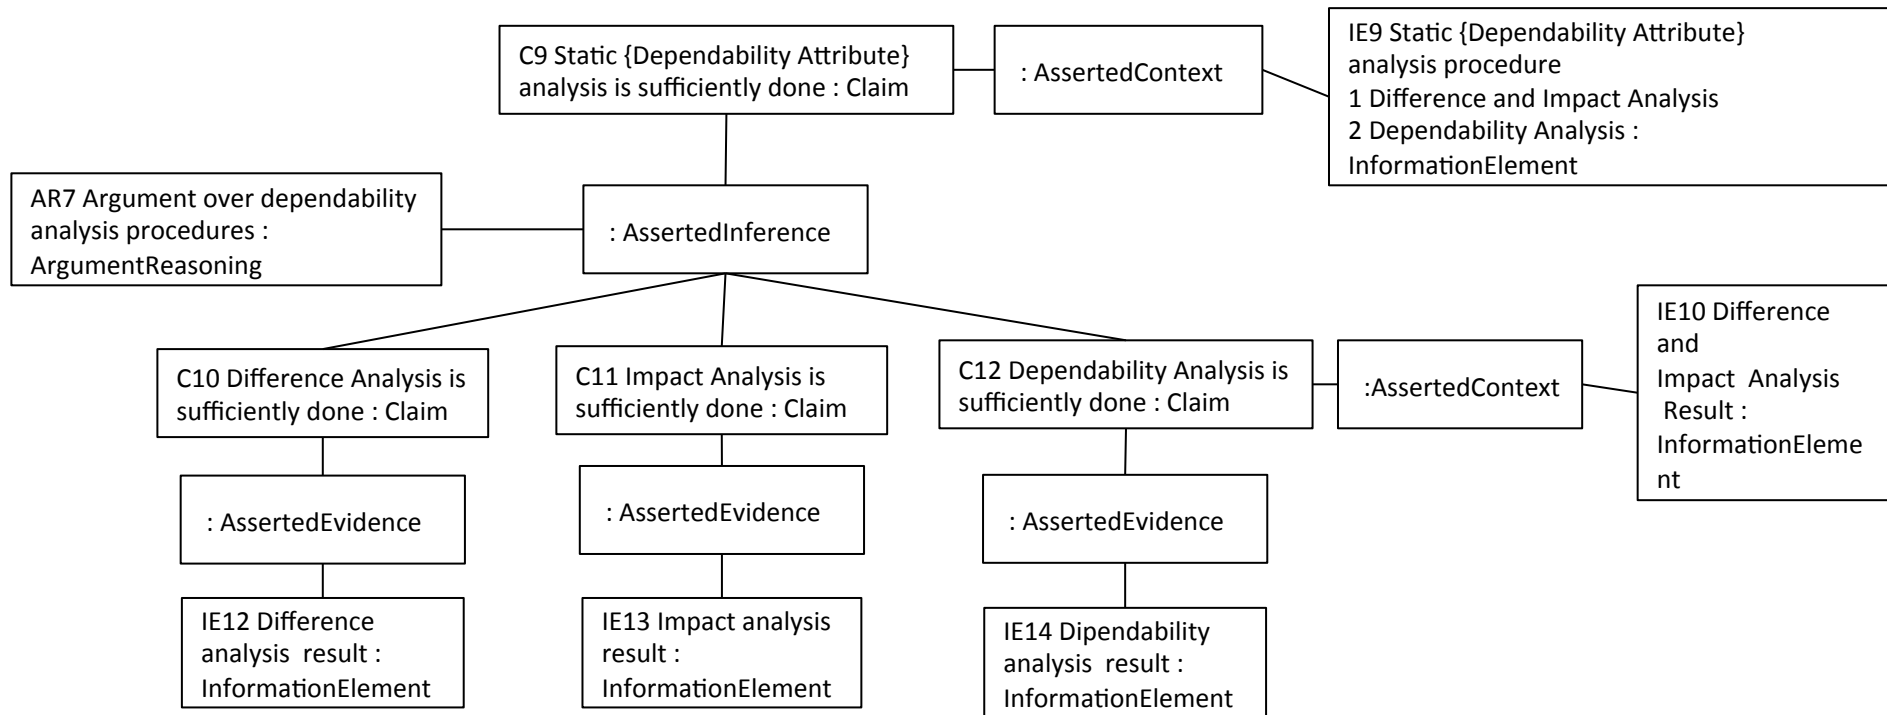 C9 Static {Dependability Attribute}
analysis is sufficiently done : Claim
: AssertedContext
IE9 Static {Dependability Attribute}
analysis procedure
1 Difference and Impact Analysis
2 Dependability Analysis :
InformationElement
AR7 Argument over dependability
analysis procedures :
ArgumentReasoning
: AssertedInference
C10 Difference Analysis is
sufficiently done : Claim
C11 Impact Analysis is
sufficiently done : Claim
C12 Dependability Analysis is
sufficiently done : Claim
:AssertedContext
IE10 Difference
and
Impact Analysis
Result :
InformationEleme
nt
: AssertedEvidence
: AssertedEvidence
: AssertedEvidence
IE12 Difference
analysis result :
InformationElement
IE13 Impact analysis
result :
InformationElement
IE14 Dipendability
analysis result :
InformationElement